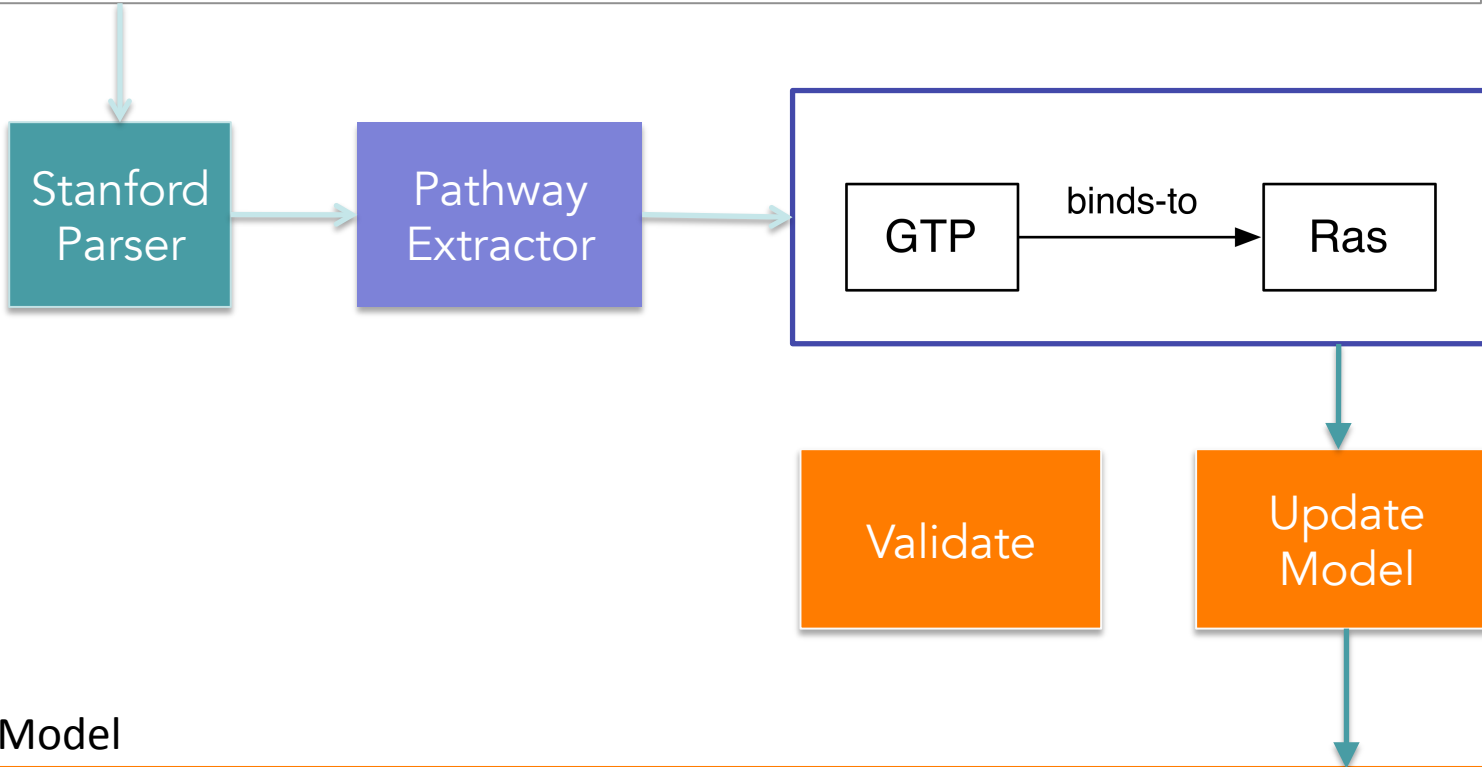 Stanford
Parser
Pathway
Extractor
GTP
binds-to
Ras
Validate
Update
Model
Model